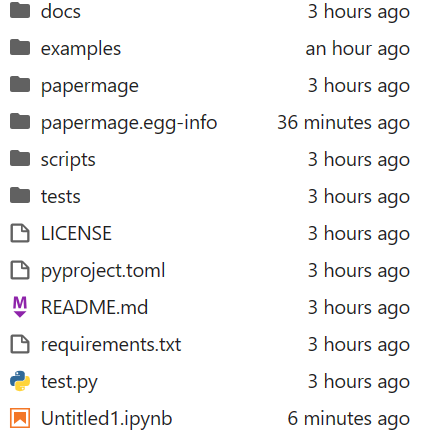 docs 3 hours ago
examples an hour ago
papermage 3 hours ago
papermage.egg-info 36 minutes ago
scripts 3 hours ago
tests 3 hours ago
LICENSE 3 hours ago
pyproject.toml 3 hours ago
M README.md 3 hours ago
requirements.txt 3 hours ago
test.py 3 hours ago
Untitled1.ipynb 6 minutes ago